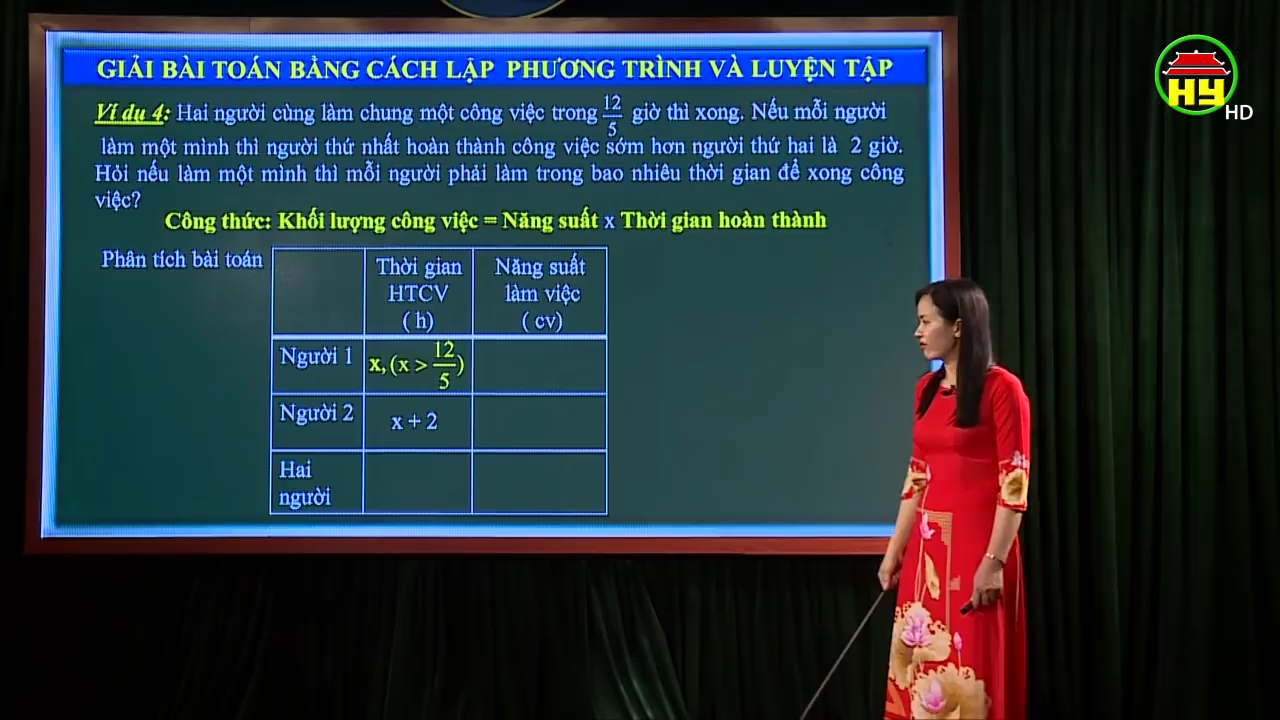 GIẢI BÀI TOÁN BẰNG CÁCH LẬP PHƯƠNG TRÌNH VÀ LUYỆN TẬP
Ví dụ 4: Hai người cùng làm chung một công việc trong 12/5 giờ thì xong. Nếu mỗi người
làm một mình thì người thứ nhất hoàn thành công việc sớm hơn người thứ hai là 2 giờ.
Hỏi nếu làm một mình thì mỗi người phải làm trong bao nhiêu thời gian để xong công
việc?
Công thức: Khối lượng công việc = Năng suất x Thời gian hoàn thành
Phân tích bài toán
Thời gian
HTCV
( h)
Năng suất
làm việc
( cv)
Người 1
x, (x > 12/5)
Người 2
x + 2
Hai
người
HY
HD